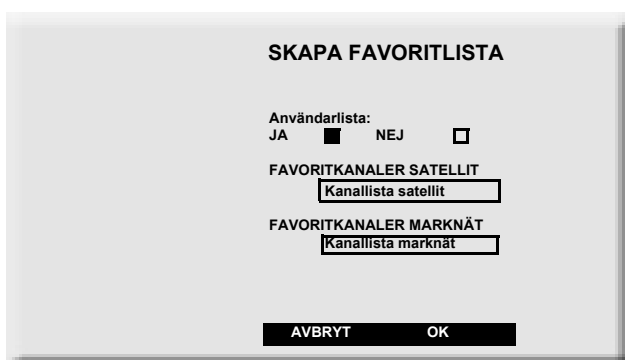 SKAPA FAVORITLISTA
Användarlista:
JA NEJ
FAVORITKANALER SATELLIT
Kanallista satellit
FAVORITKANALER MARKNÄT
Kanallista marknät
AVBRYT OK